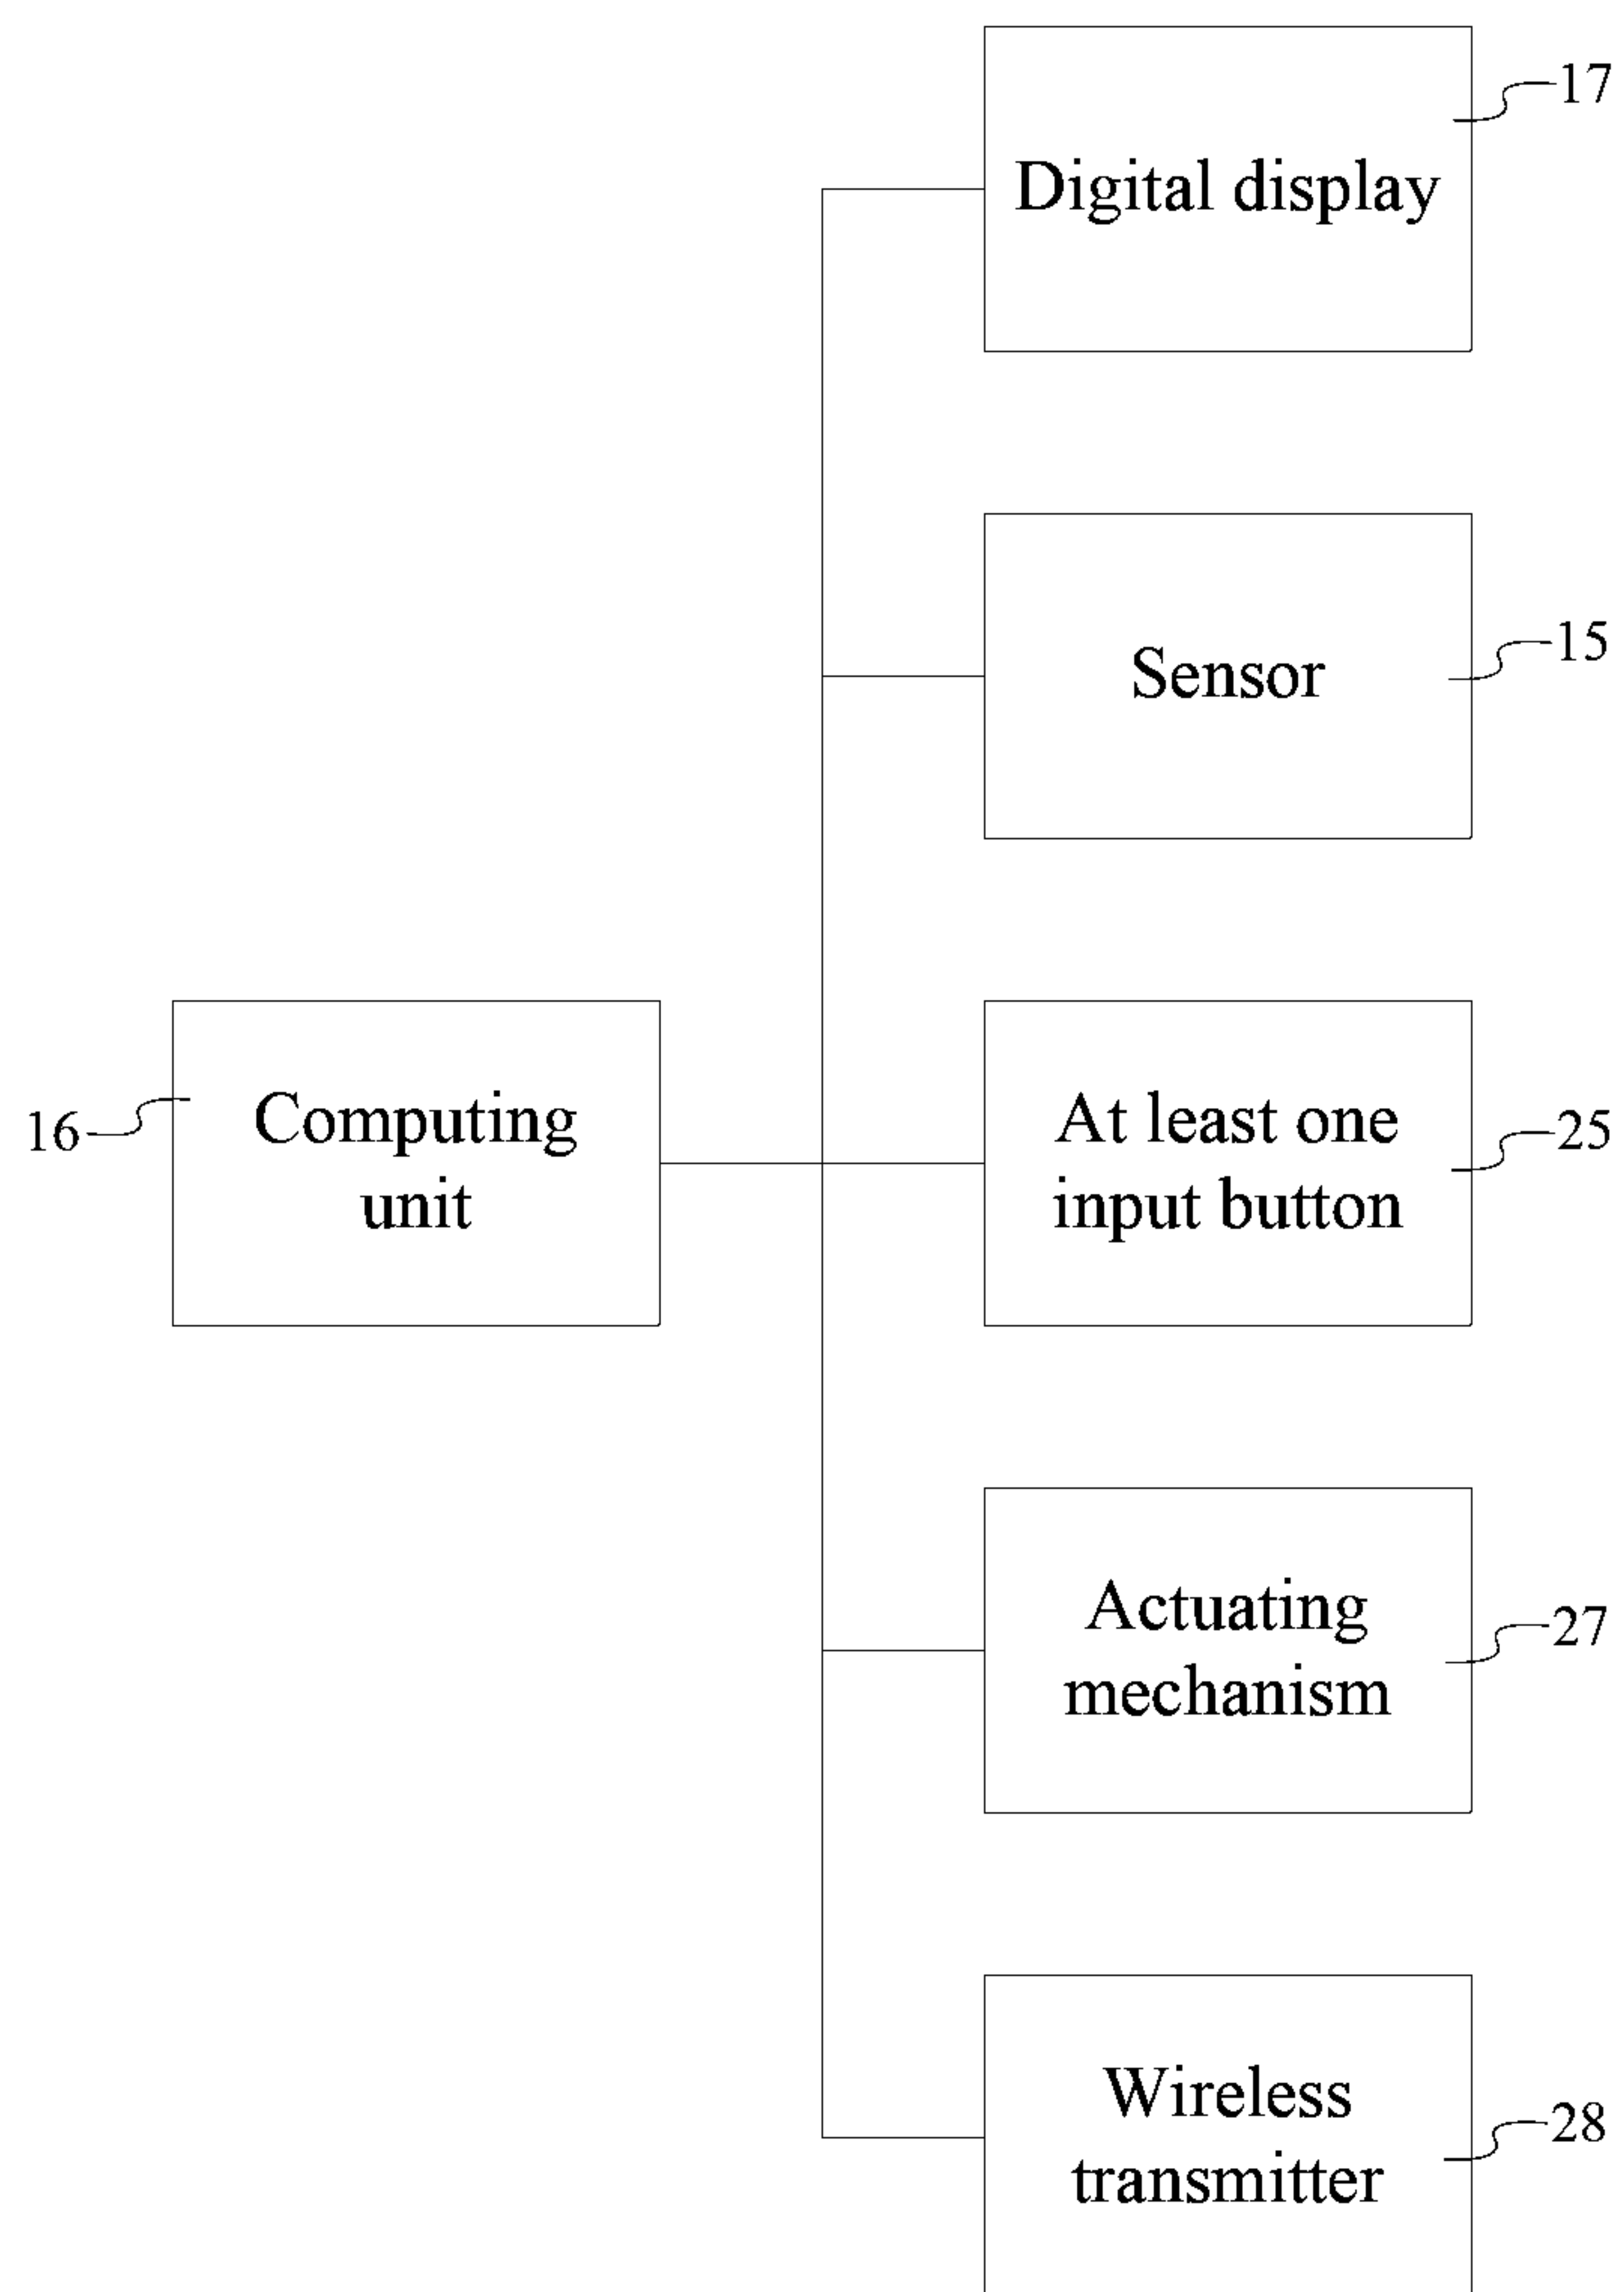 17
Digital display
15
Sensor
16
Computing
unit
At least one
input button
25
Actuating
mechanism
27
Wireless
transmitter
28